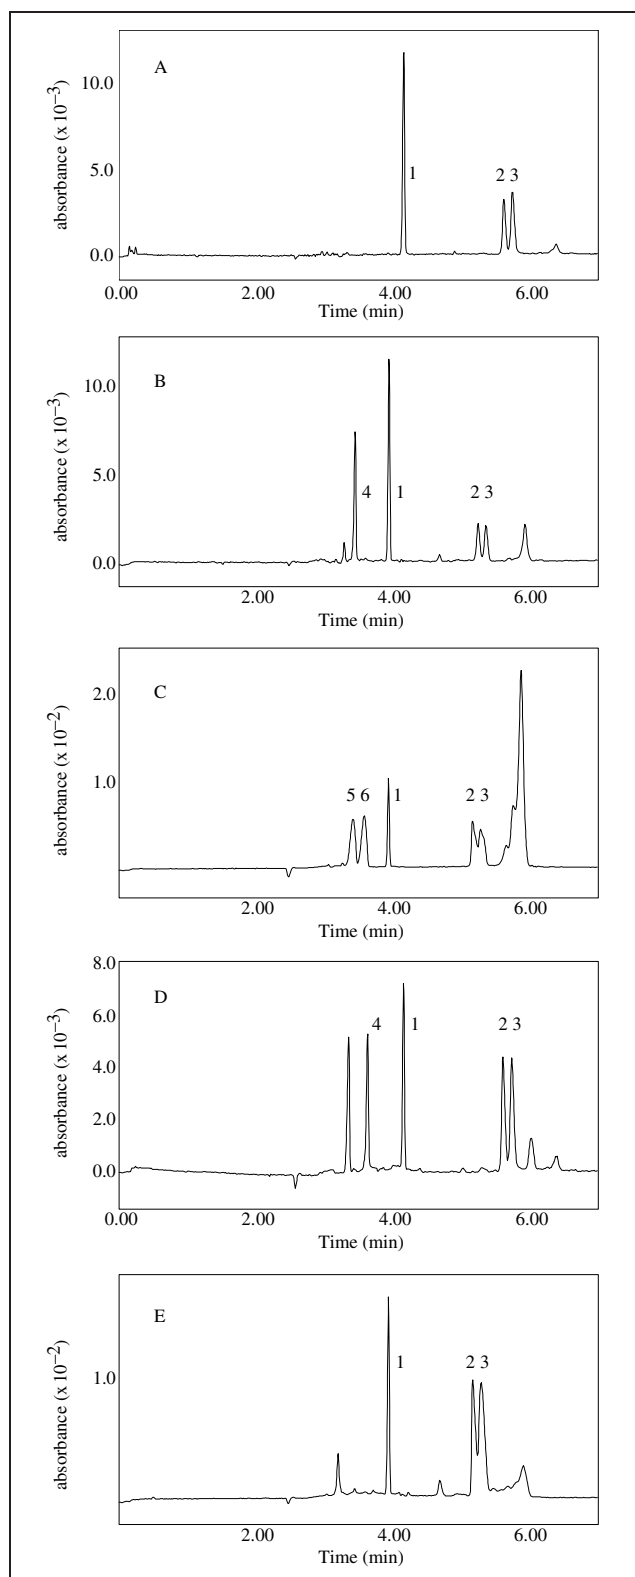 A
absorbance (x 10⁻³)
10.0
5.0
0.0
1
2 3
0.00 2.00 4.00 6.00
Time (min)
B
absorbance (x 10⁻³)
10.0
5.0
0.0
4 1 2 3
2.00 4.00 6.00
Time (min)
C
absorbance (x 10⁻²)
2.0
1.0
5 6 1 2 3
2.00 4.00 6.00
Time (min)
D
absorbance (x 10⁻³)
8.0
6.0
4.0
2.0
0.0
4 1 2 3
0.00 2.00 4.00 6.00
Time (min)
E
absorbance (x 10⁻²)
1.0
1 2 3
2.00 4.00 6.00
Time (min)